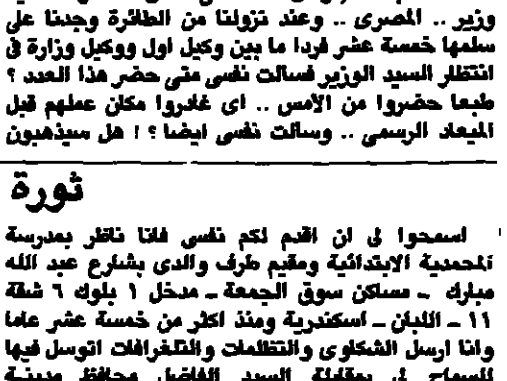 وزير .. المصرى .. وعند نزولنا من الطائرة وجدنا على
سلمها خمسة عشر فردا ما بين وكيل اول ووكيل وزارة فى
انتظار السيد الوزير فسالت نفسى متى حضر هذا العدد ؟
طبعا حضروا من الأمس .. اى غادروا مكان عملهم قبل
الميعاد الرسمى .. وسألت نفسى ايضا ؟ ! هل سيذهبون
ثورة
اسمحوا لى ان اقدم لكم نفسى فانا ناظر بمدرسة
المحمدية الابتدائية ومقيم طرف والدى بشارع عبد الله
مبارك ـ مساكن سوق الجمعة ـ مدخل ١ بلوك ٦ شقة
١١ ـ اللبان ـ اسكندرية ومنذ اكثر من خمسة عشر عاما
وانا ارسل الشكاوى والتظلمات والتلغرافات اتوسل فيها
للسماح لى بمقابلة السيد الفاضل محافظ مدينة